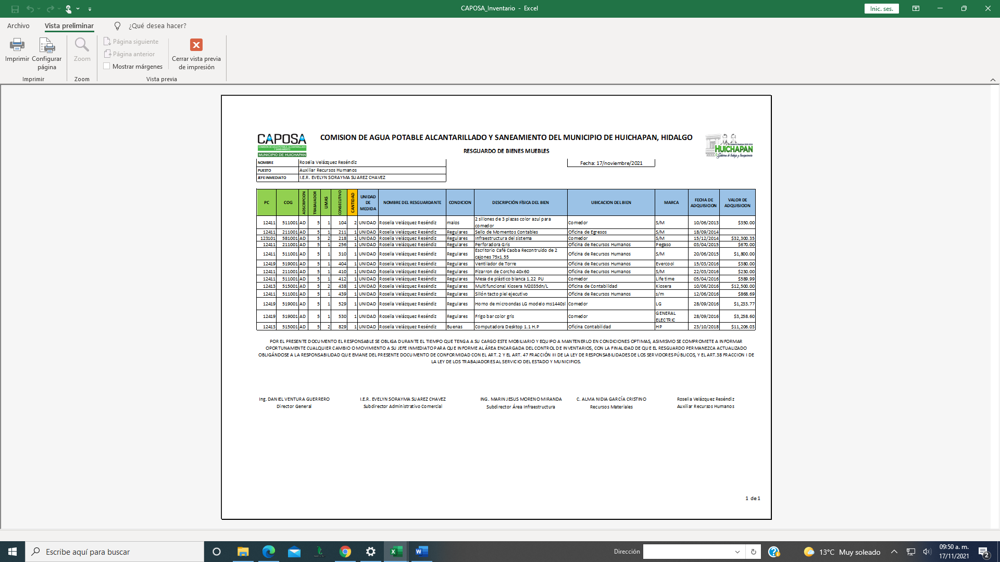 CAPOSA_Inventario - Excel
Inic. ses.
Archivo
Vista preliminar
¿Qué desea hacer?
Imprimir
Configurar página
Zoom
Página siguiente
Página anterior
Mostrar márgenes
Cerrar vista previa de impresión
Imprimir
Zoom
Vista previa
CAPOSA
COMISIÓN DE AGUA POTABLE, ALCANTARILLADO Y SANEAMIENTO
MUNICIPIO DE HUICHAPAN
COMISION DE AGUA POTABLE ALCANTARILLADO Y SANEAMIENTO DEL MUNICIPIO DE HUICHAPAN, HIDALGO
RESGUARDO DE BIENES MUEBLES
HUICHAPAN
NOMBRE Roselia Velázquez Reséndiz
Fecha: 17/noviembre/2021
PUESTO Auxiliar Recursos Humanos
JEFE INMEDIATO I.E.R. EVELYN SORAYMA SUAREZ CHAVEZ
PC COG ADSCRIPCION TRABAJADOR UMAS CONSECUTIVO CANTIDAD UNIDAD DE MEDIDA NOMBRE DEL RESGUARDANTE CONDICION DESCRIPCIÓN FÍSICA DEL BIEN UBICACION DEL BIEN MARCA FECHA DE ADQUISICION VALOR DE ADQUISICION
12411 511001 AD 5 1 104 2 UNIDAD Roselia Velázquez Reséndiz malos 2 sillones de 3 plazas color azul para comedor Comedor S/M 10/06/2013 $350.00
12411 211001 AD 5 1 211 1 UNIDAD Roselia Velázquez Reséndiz Regulares Sello de Momentos Contables Oficina de Egresos S/M 18/09/2014
123101 581001 AD 5 2 218 1 UNIDAD Roselia Velázquez Reséndiz Regulares Infraestructura del sistema Comedor S/M 15/12/2014 $32,300.35
12411 211001 AD 5 1 256 1 UNIDAD Roselia Velázquez Reséndiz Regulares Perforadora Gris Oficina de Recursos Humanos Pegaso 03/04/2015 $670.00
12411 511001 AD 5 1 310 1 UNIDAD Roselia Velázquez Reséndiz Regulares Escritorio Café Caoba Recontruido de 2 cajones 75x1.55 Oficina de Recursos Humanos S/M 20/06/2015 $1,800.00
12419 519001 AD 5 1 404 1 UNIDAD Roselia Velázquez Reséndiz Regulares Ventilador de Torre Oficina de Recursos Humanos Evercool 15/03/2016 $380.00
12411 211001 AD 5 1 410 1 UNIDAD Roselia Velázquez Reséndiz Regulares Pizarron de Corcho 40x60 Oficina de Recursos Humanos S/M 22/03/2016 $230.00
12411 511001 AD 5 1 412 1 UNIDAD Roselia Velázquez Reséndiz Regulares Mesa de plástico blanca 1.22 PU Comedor Life time 05/04/2016 $589.99
12413 515001 AD 5 2 438 1 UNIDAD Roselia Velázquez Reséndiz Regulares Multifuncional Kiosera M2035dn/L Oficina de Contabilidad Kiosera 10/06/2016 $12,500.00
12411 511001 AD 5 1 439 1 UNIDAD Roselia Velázquez Reséndiz Regulares Sillón tacto piel ejecutivo Oficina de Recursos Humanos s/m 12/06/2016 $868.69
12419 519001 AD 5 1 529 1 UNIDAD Roselia Velázquez Reséndiz Regulares Horno de microondas LG modelo ms1440sl Comedor LG 28/09/2016 $1,233.77
12419 519001 AD 5 1 530 1 UNIDAD Roselia Velázquez Reséndiz Regulares Frigo bar color gris Comedor GENERAL ELECTRIC 28/09/2016 $3,258.60
12413 515001 AD 5 2 829 1 UNIDAD Roselia Velázquez Reséndiz Buenas Computadora Desktop 1.1 H.P Oficina Contabilidad HP 23/10/2018 $11,206.03
POR EL PRESENTE DOCUMENTO EL RESPONSABLE SE OBLIGA DURANTE EL TIEMPO QUE TENGA A SU CARGO ESTE MOBILIARIO Y EQUIPO A MANTENERLO EN CONDICIONES OPTIMAS, ASIMISMO SE COMPROMETE A INFORMAR
OPORTUNAMENTE CUALQUIER CAMBIO O MOVIMIENTO A SU JEFE INMEDIATO PARA QUE INFORME AL ÁREA ENCARGADA DEL CONTROL DE INVENTARIOS, CON LA FINALIDAD DE QUE EL RESGUARDO PERMANEZCA ACTUALIZADO
OBLIGÁNDOSE A LA RESPONSABILIDAD QUE EMANE DEL PRESENTE DOCUMENTO DE CONFORMIDAD CON EL ART. 2 Y EL ART. 47 FRACCIÓN III DE LA LEY DE RESPONSABILIDADES DE LOS SERVIDORES PÚBLICOS, Y EL ART.38 FRACCION I DE
LA LEY DE LOS TRABAJADORES AL SERVICIO DEL ESTADO Y MUNICIPIOS.
Ing. DANIEL VENTURA GUERRERO I.E.R. EVELYN SORAYMA SUAREZ CHAVEZ ING. MARIN JESUS MORENO MIRANDA C. ALMA NIDIA GARCÍA CRISTINO Roselia Velázquez Reséndiz
Director General Subdirector Administrativo Comercial Subdirector Área Infraestructura Recursos Materiales Auxiliar Recursos Humanos
1 de 1
Escribe aquí para buscar
Dirección
13°C Muy soleado
09:50 a. m.
17/11/2021
2